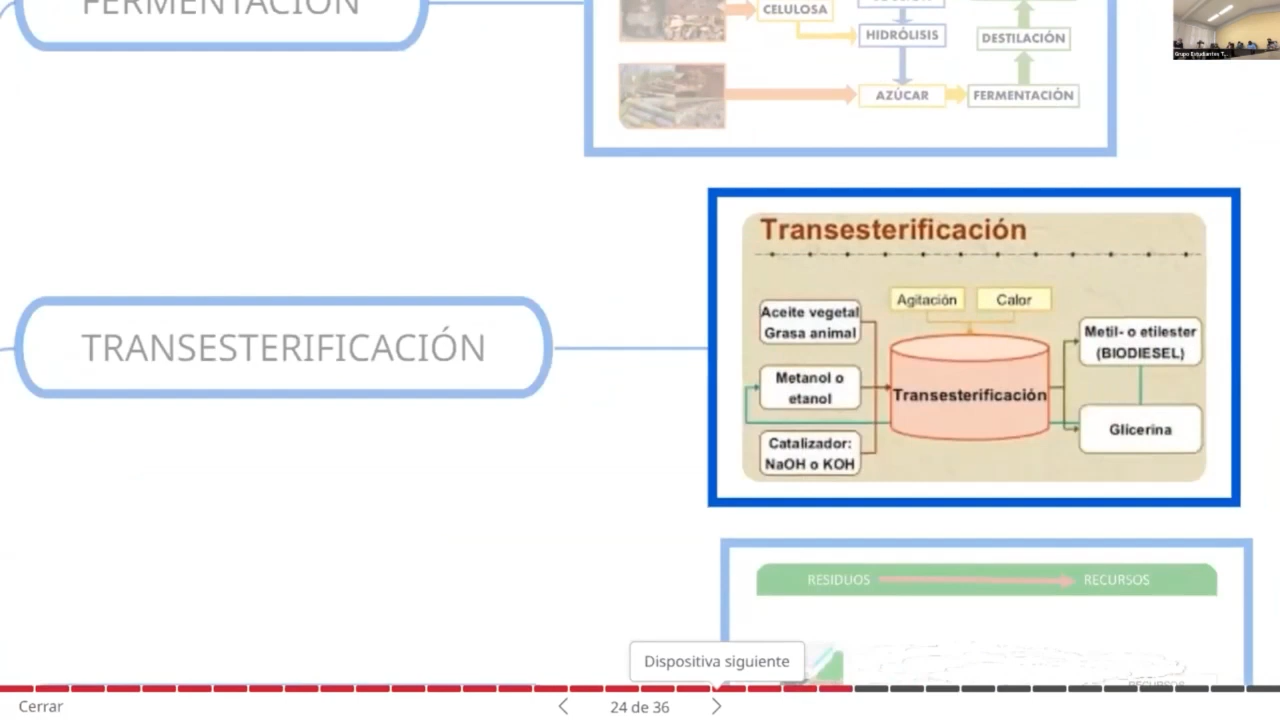 FERMENTACIÓN
CELULOSA
HIDRÓLISIS
DESTILACIÓN
AZÚCAR
FERMENTACIÓN
TRANSESTERIFICACIÓN
Transesterificación
Agitación
Calor
Aceite vegetal
Grasa animal
Metanol o
etanol
Catalizador:
NaOH o KOH
Transesterificación
Metil- o etilester
(BIODIESEL)
Glicerina
RESIDUOS
RECURSOS
Dispositiva siguiente
Cerrar
24 de 36